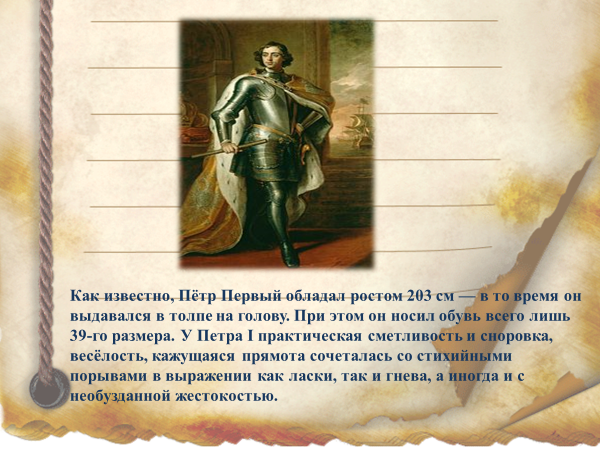 Как известно, Пётр Первый обладал ростом 203 см — в то время он
выдавался в толпе на голову. При этом он носил обувь всего лишь
39-го размера. У Петра I практическая сметливость и сноровка,
весёлость, кажущаяся прямота сочеталась со стихийными
порывами в выражении как ласки, так и гнева, а иногда и с
необузданной жестокостью.